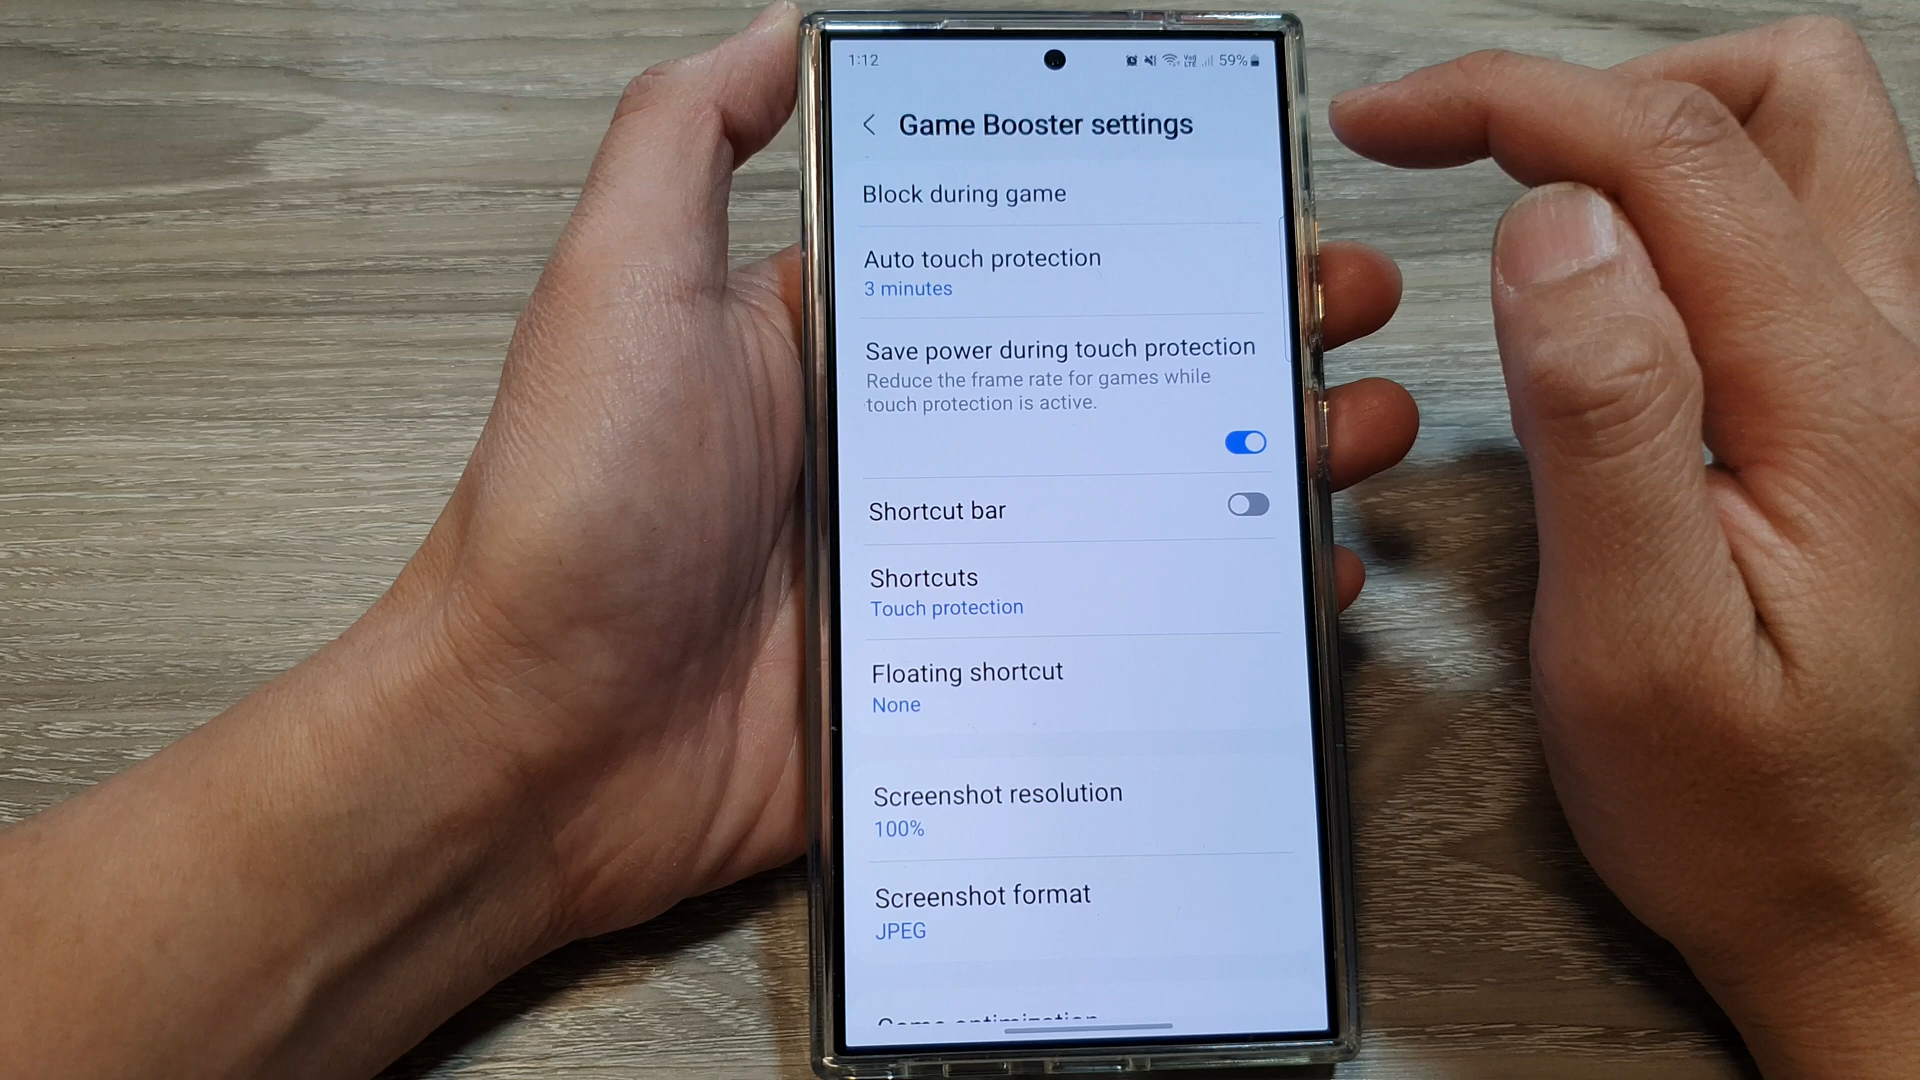 1:12
59%
Game Booster settings
Block during game
Auto touch protection
3 minutes
Save power during touch protection
Reduce the frame rate for games while
touch protection is active.
Shortcut bar
Shortcuts
Touch protection
Floating shortcut
None
Screenshot resolution
100%
Screenshot format
JPEG
Game optimization